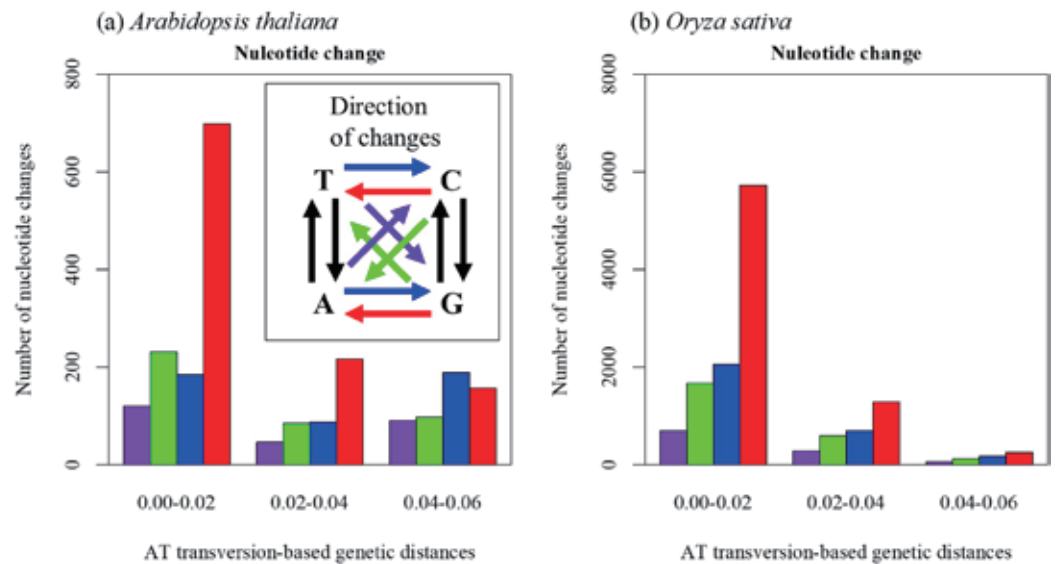 (a) Arabidopsis thaliana
Nuleotide change
Number of nucleotide changes
800
600
400
200
0
Direction
of changes
T C
A G
0.00-0.02 0.02-0.04 0.04-0.06
AT transversion-based genetic distances
(b) Oryza sativa
Nuleotide change
Number of nucleotide changes
8000
6000
4000
2000
0
0.00-0.02 0.02-0.04 0.04-0.06
AT transversion-based genetic distances